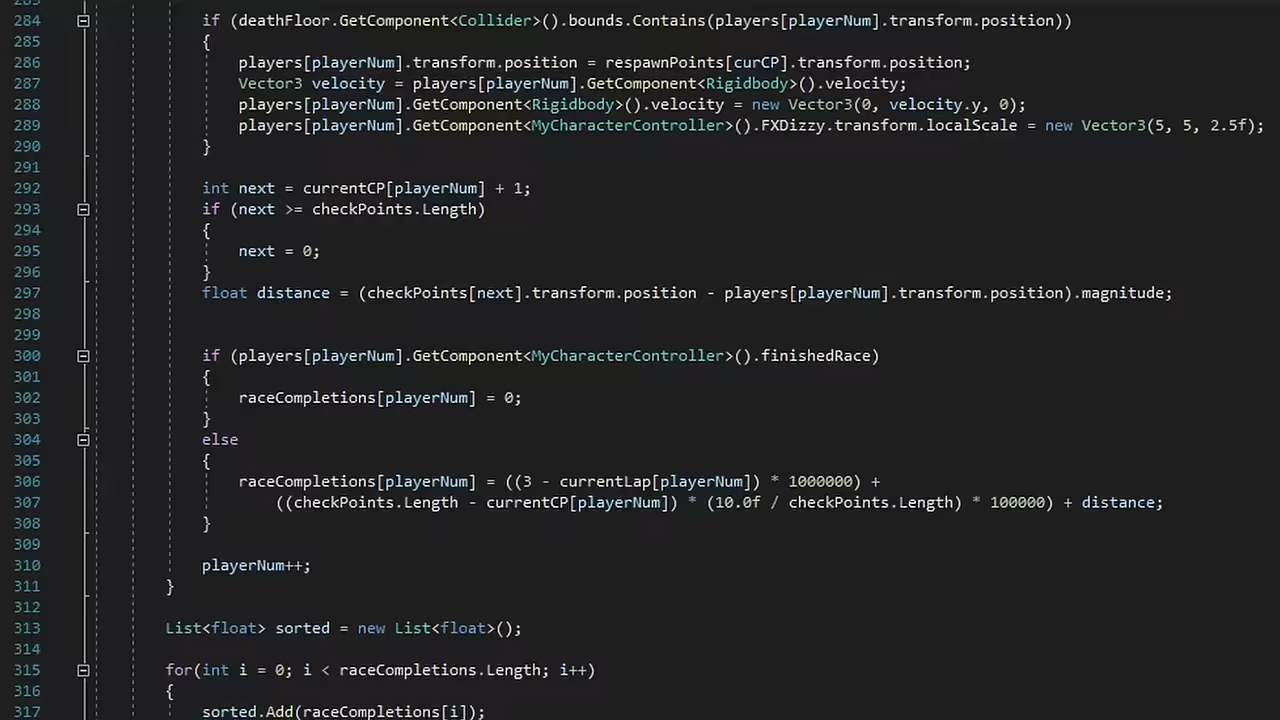 284 if (deathFloor.GetComponent<Collider>().bounds.Contains(players[playerNum].transform.position))
285 {
286 players[playerNum].transform.position = respawnPoints[curCP].transform.position;
287 Vector3 velocity = players[playerNum].GetComponent<Rigidbody>().velocity;
288 players[playerNum].GetComponent<Rigidbody>().velocity = new Vector3(0, velocity.y, 0);
289 players[playerNum].GetComponent<MyCharacterController>().FXDizzy.transform.localScale = new Vector3(5, 5, 2.5f);
290 }
291
292 int next = currentCP[playerNum] + 1;
293 if (next >= checkPoints.Length)
294 {
295 next = 0;
296 }
297 float distance = (checkPoints[next].transform.position - players[playerNum].transform.position).magnitude;
298
299
300 if (players[playerNum].GetComponent<MyCharacterController>().finishedRace)
301 {
302 raceCompletions[playerNum] = 0;
303 }
304 else
305 {
306 raceCompletions[playerNum] = ((3 - currentLap[playerNum]) * 1000000) +
307 ((checkPoints.Length - currentCP[playerNum]) * (10.0f / checkPoints.Length) * 100000) + distance;
308 }
309
310 playerNum++;
311 }
312
313 List<float> sorted = new List<float>();
314
315 for(int i = 0; i < raceCompletions.Length; i++)
316 {
317 sorted.Add(raceCompletions[i]);